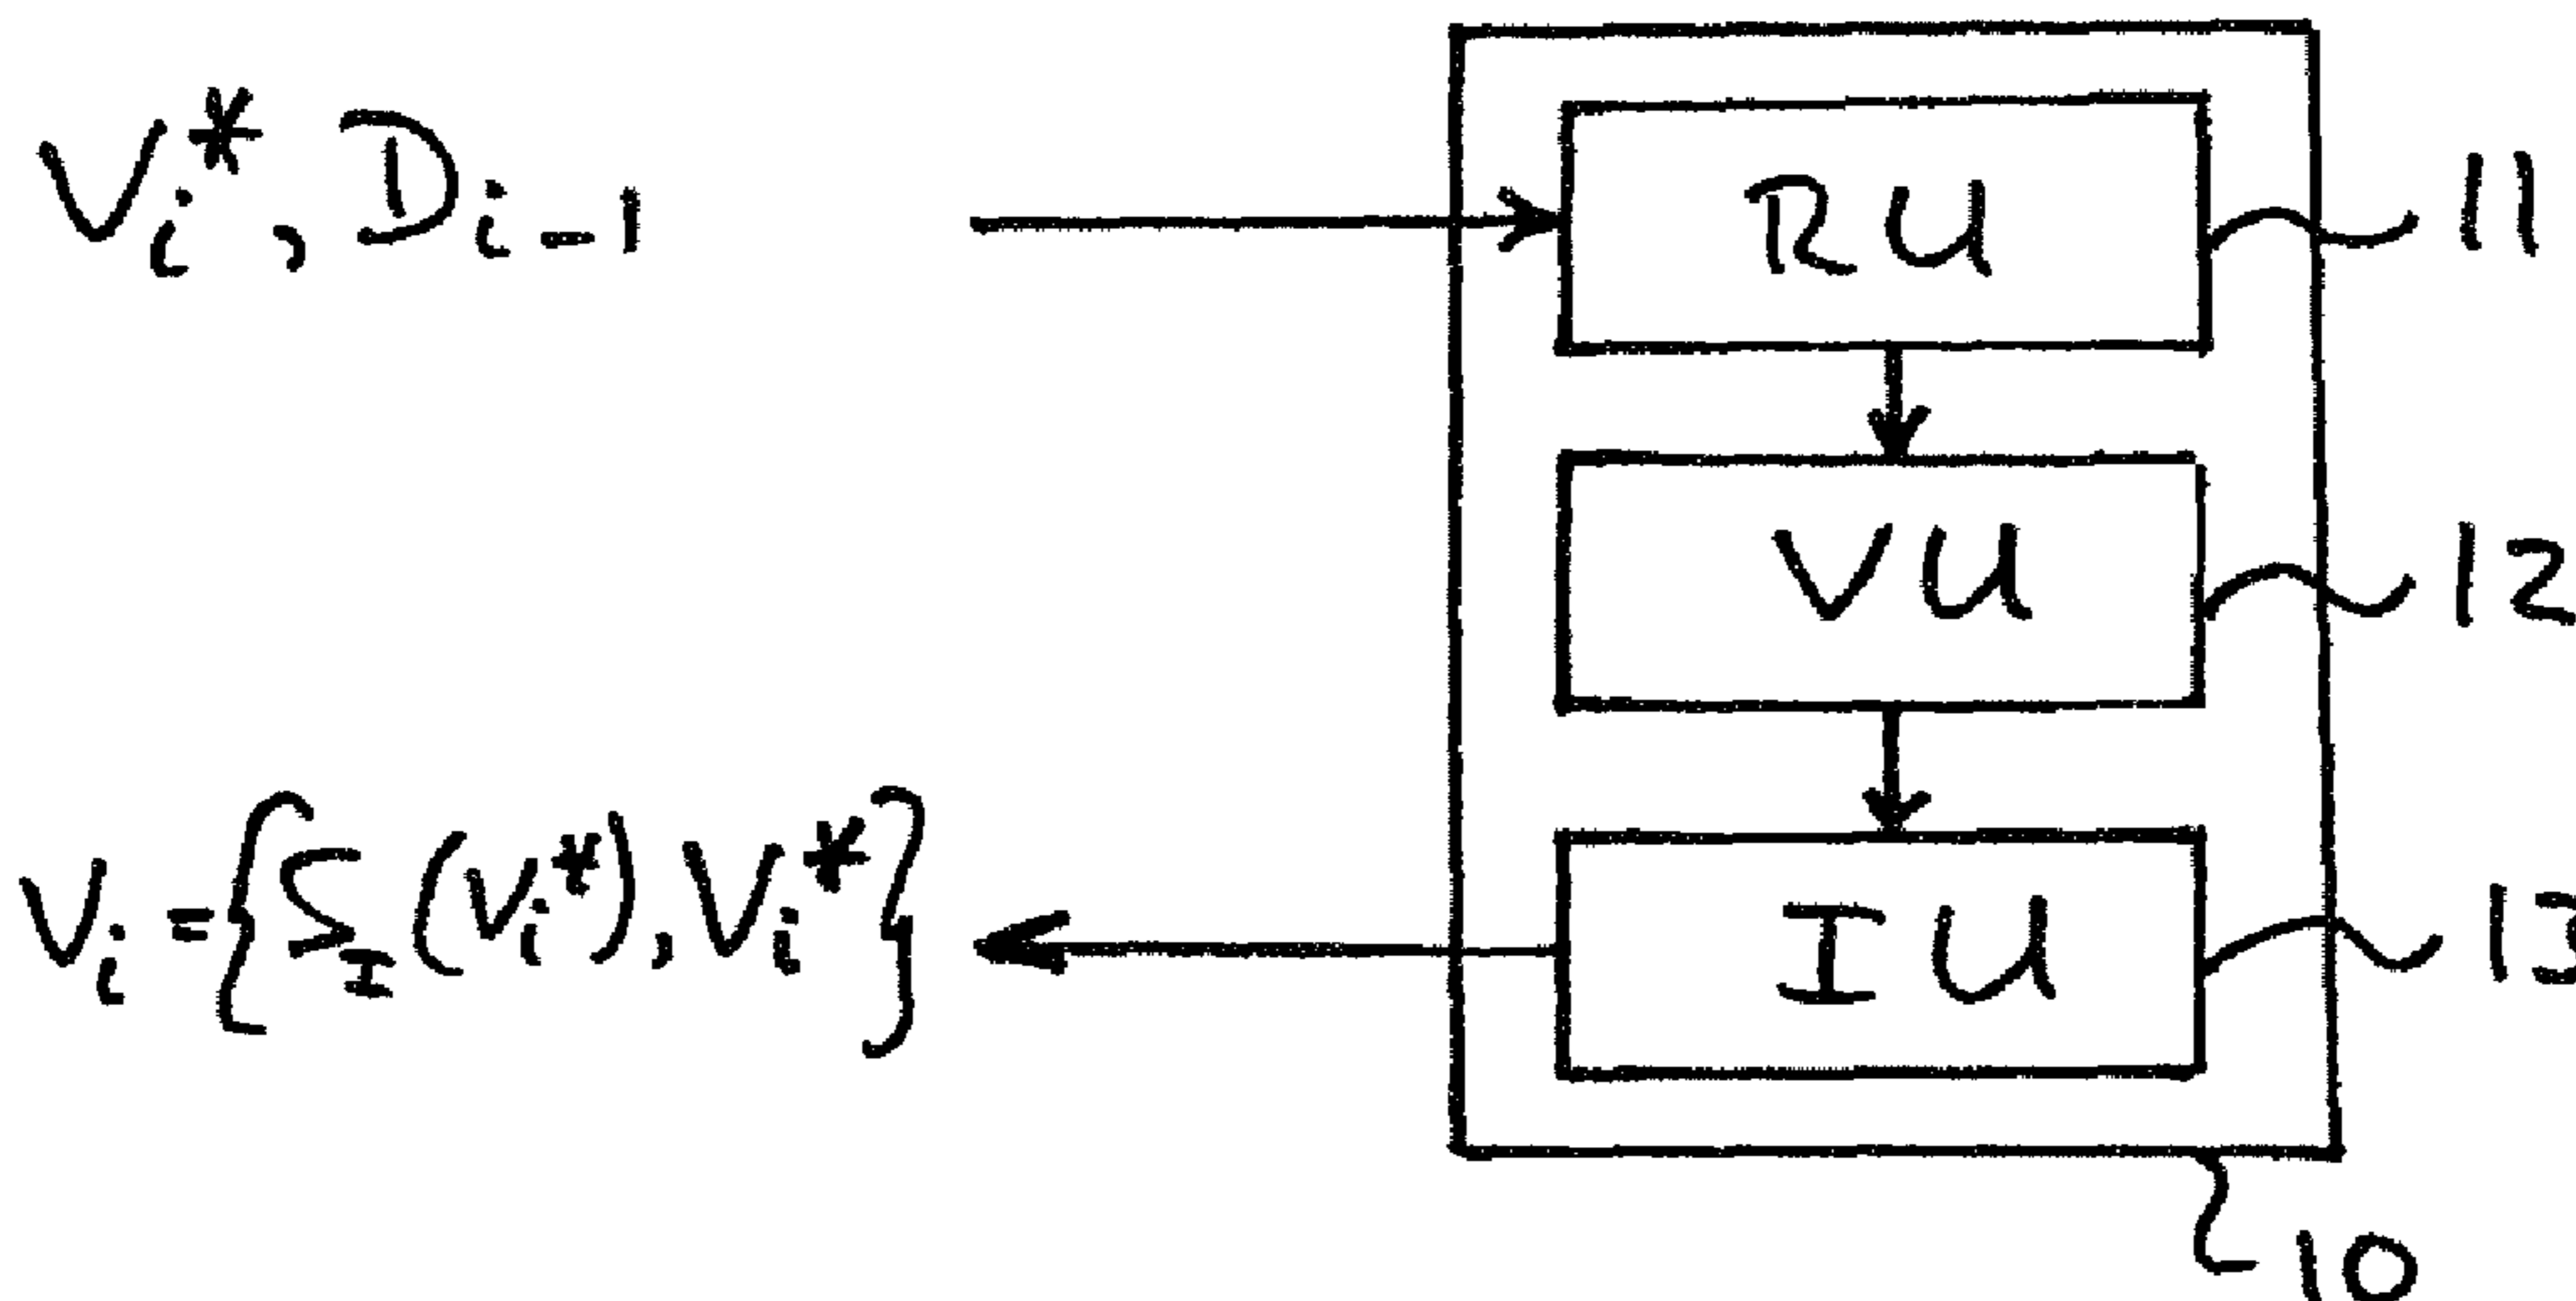 V_i^*, D_{i-1}
RU
11
VU
12
V_i = {S_I(V_i^*), V_i^*}
IU
13
10